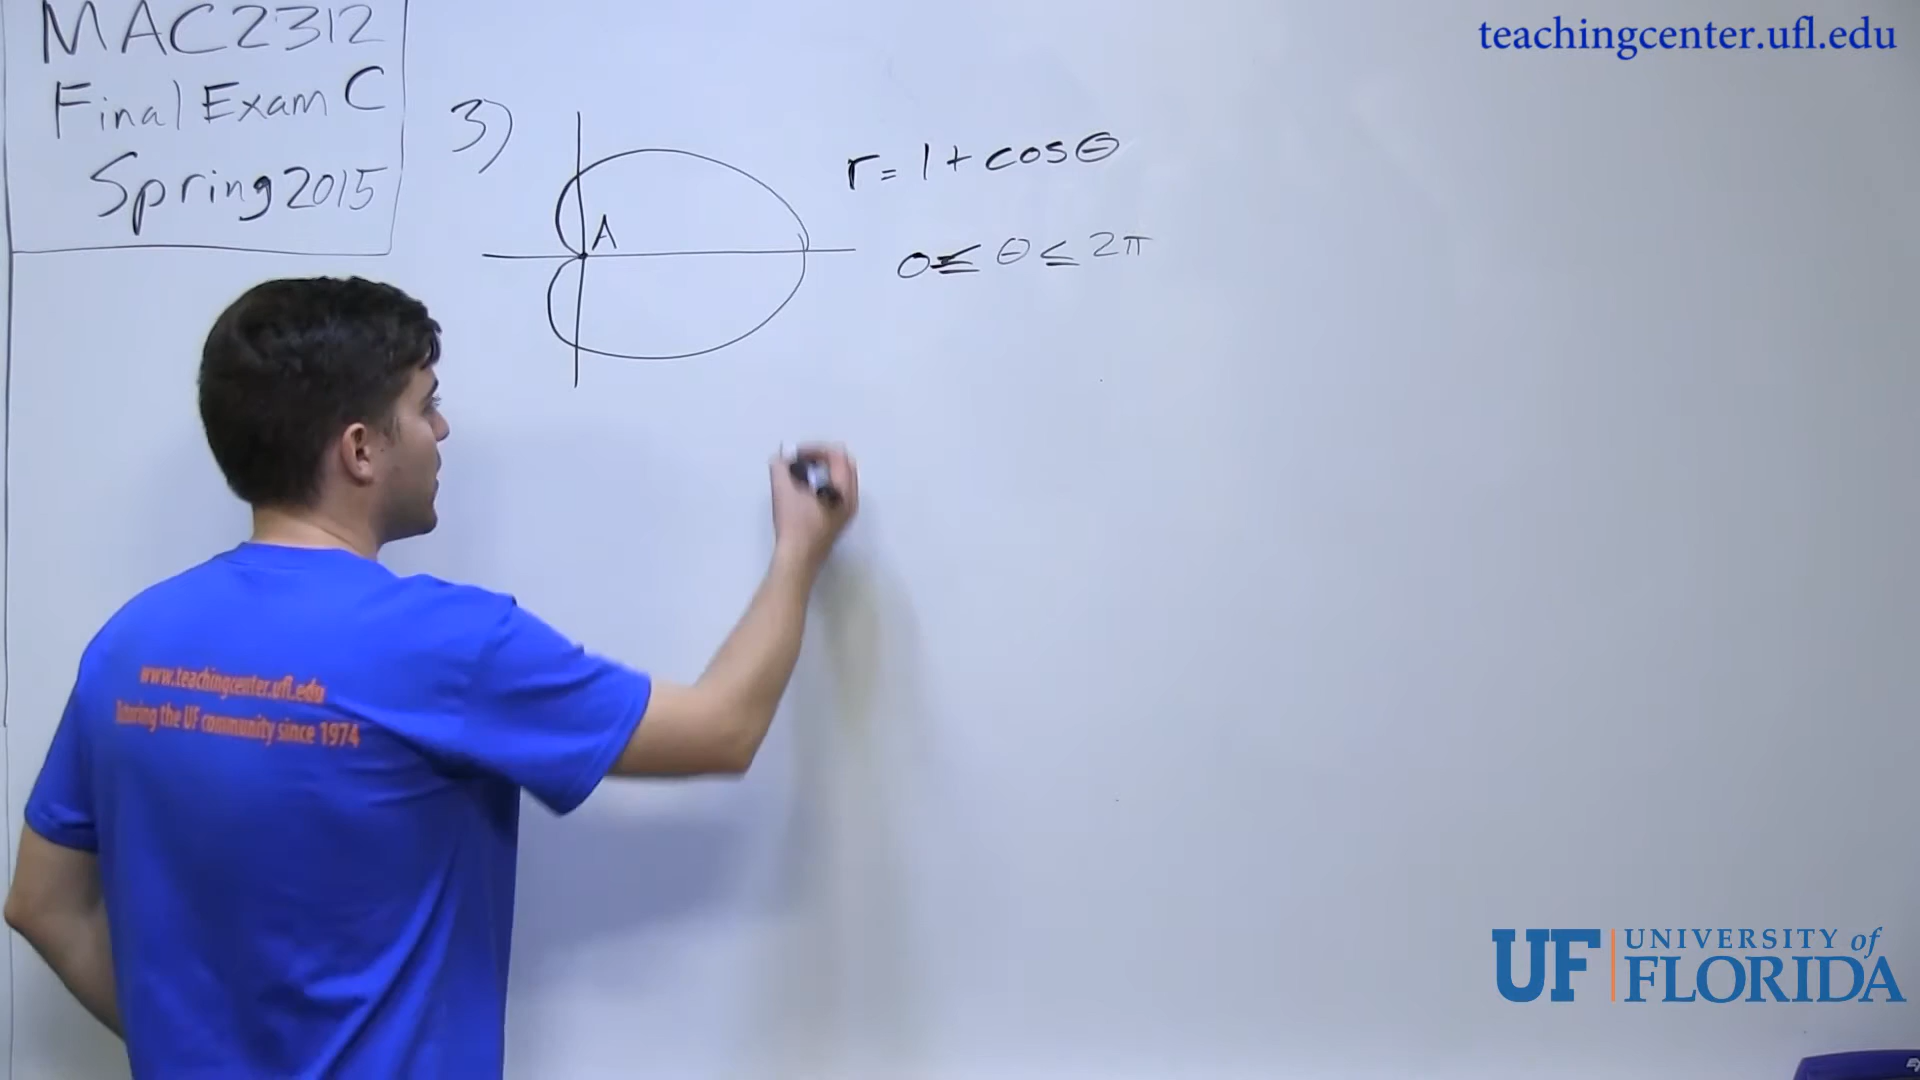 MAC2312
Final Exam C
Spring 2015
3)
A
r = 1 + cosθ
0 ≤ θ ≤ 2π
teachingcenter.ufl.edu
www.teachingcenter.ufl.edu
Tutoring the UF community since 1974
UF UNIVERSITY of
FLORIDA